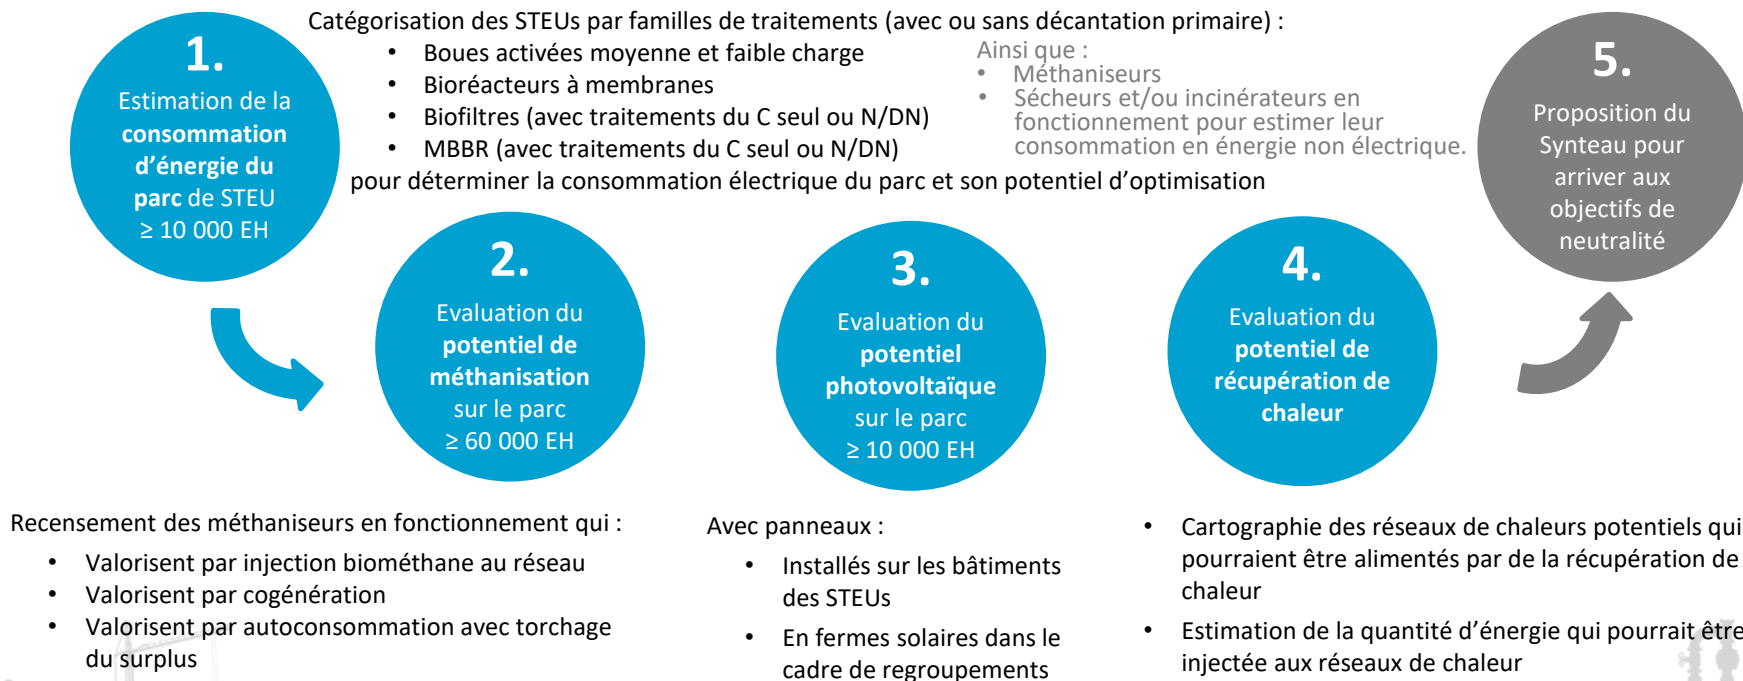 Catégorisation des STEUs par familles de traitements (avec ou sans décantation primaire) :
• Boues activées moyenne et faible charge
• Bioréacteurs à membranes
• Biofiltres (avec traitements du C seul ou N/DN)
• MBBR (avec traitements du C seul ou N/DN)
Ainsi que :
• Méthaniseurs
• Sécheurs et/ou incinérateurs en
fonctionnement pour estimer leur
consommation en énergie non électrique.
pour déterminer la consommation électrique du parc et son potentiel d’optimisation
1.
Estimation de la
consommation
d’énergie du
parc de STEU
≥ 10 000 EH
2.
Evaluation du
potentiel de
méthanisation
sur le parc
≥ 60 000 EH
3.
Evaluation du
potentiel
photovoltaïque
sur le parc
≥ 10 000 EH
4.
Evaluation du
potentiel de
récupération de
chaleur
5.
Proposition du
Synteau pour
arriver aux
objectifs de
neutralité
Recensement des méthaniseurs en fonctionnement qui :
• Valorisent par injection biométhane au réseau
• Valorisent par cogénération
• Valorisent par autoconsommation avec torchage
du surplus
Avec panneaux :
• Installés sur les bâtiments
des STEUs
• En fermes solaires dans le
cadre de regroupements
• Cartographie des réseaux de chaleurs potentiels qui
pourraient être alimentés par de la récupération de
chaleur
• Estimation de la quantité d’énergie qui pourrait être
injectée aux réseaux de chaleur